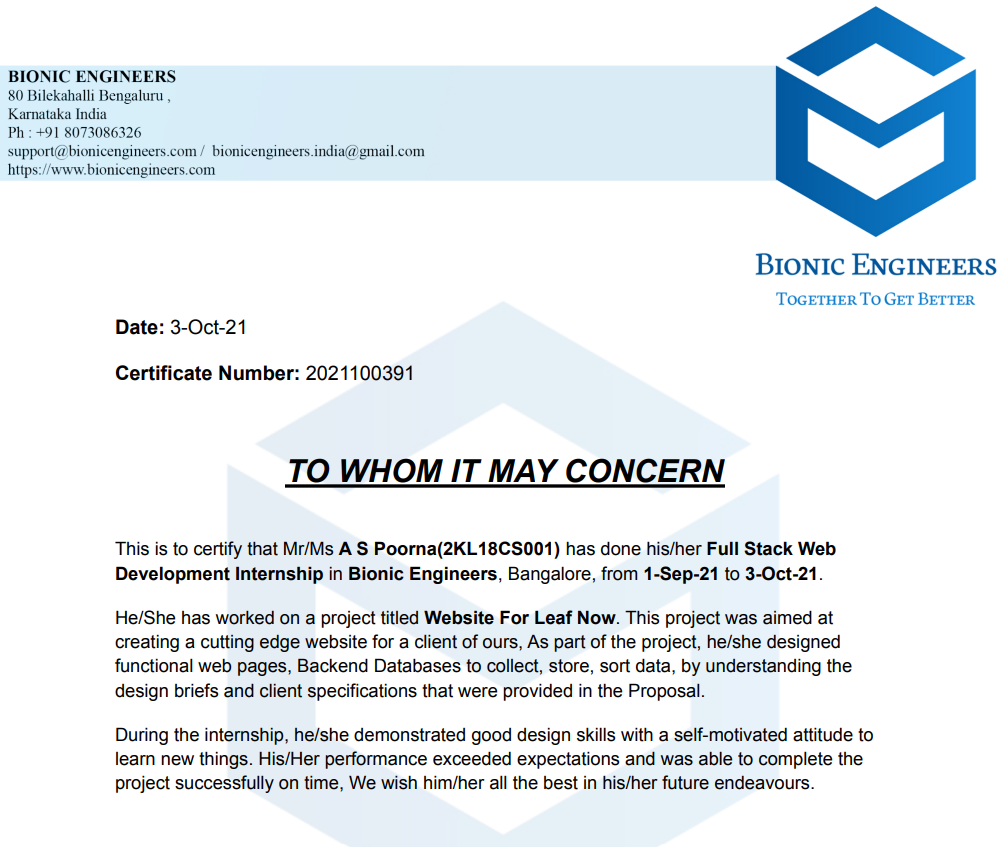 BIONIC ENGINEERS
80 Bilekahalli Bengaluru ,
Karnataka India
Ph : +91 8073086326
support@bionicengineers.com / bionicengineers.india@gmail.com
https://www.bionicengineers.com
BIONIC ENGINEERS
TOGETHER TO GET BETTER
Date: 3-Oct-21
Certificate Number: 2021100391
TO WHOM IT MAY CONCERN
This is to certify that Mr/Ms A S Poorna(2KL18CS001) has done his/her Full Stack Web
Development Internship in Bionic Engineers, Bangalore, from 1-Sep-21 to 3-Oct-21.
He/She has worked on a project titled Website For Leaf Now. This project was aimed at
creating a cutting edge website for a client of ours, As part of the project, he/she designed
functional web pages, Backend Databases to collect, store, sort data, by understanding the
design briefs and client specifications that were provided in the Proposal.
During the internship, he/she demonstrated good design skills with a self-motivated attitude to
learn new things. His/Her performance exceeded expectations and was able to complete the
project successfully on time, We wish him/her all the best in his/her future endeavours.